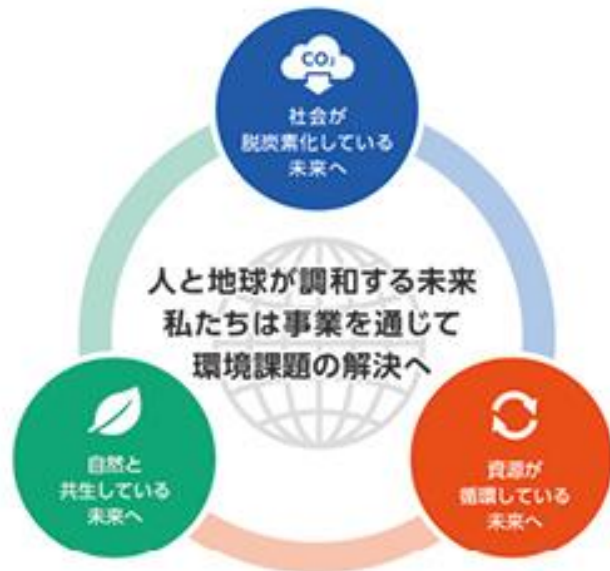 CO₂
社会が
脱炭素化している
未来へ
人と地球が調和する未来
私たちは事業を通じて
環境課題の解決へ
自然と
共生している
未来へ
資源が
循環している
未来へ